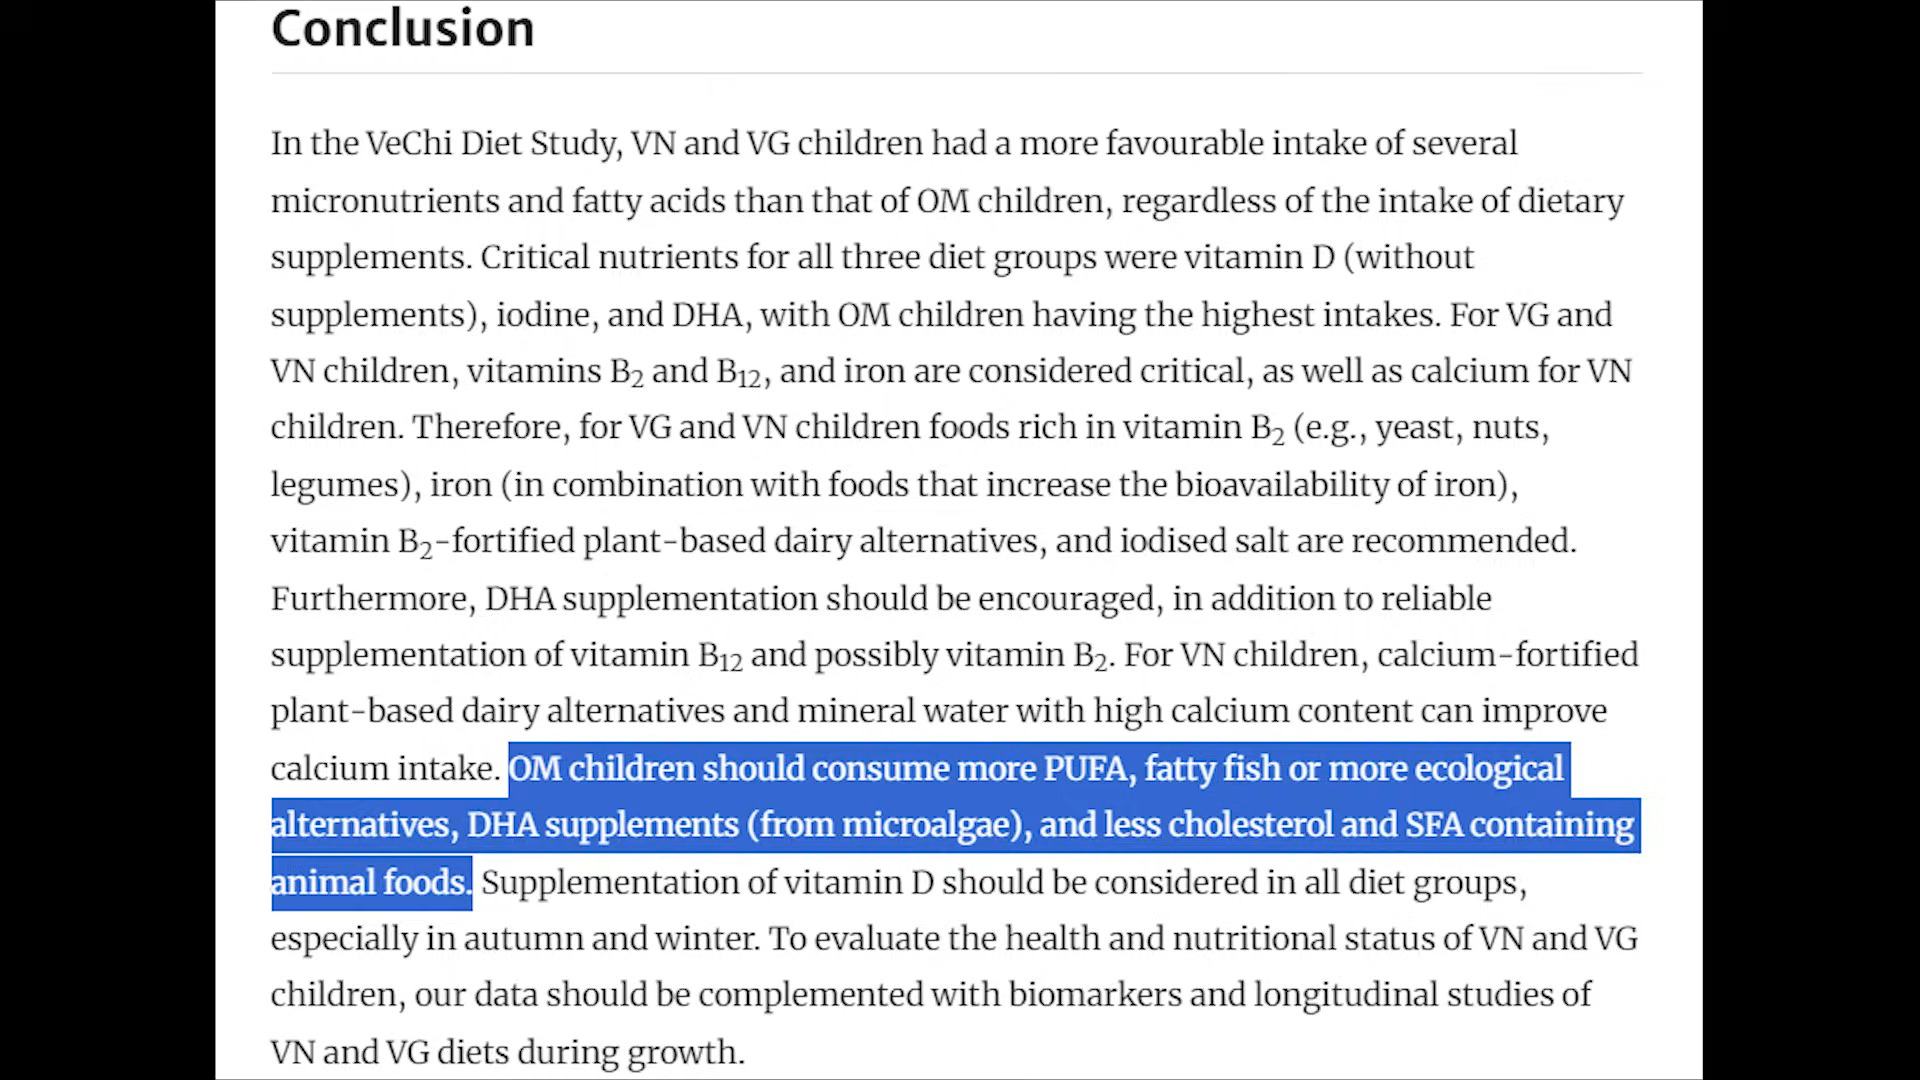 Conclusion
In the VeChi Diet Study, VN and VG children had a more favourable intake of several
micronutrients and fatty acids than that of OM children, regardless of the intake of dietary
supplements. Critical nutrients for all three diet groups were vitamin D (without
supplements), iodine, and DHA, with OM children having the highest intakes. For VG and
VN children, vitamins B₂ and B₁₂, and iron are considered critical, as well as calcium for VN
children. Therefore, for VG and VN children foods rich in vitamin B₂ (e.g., yeast, nuts,
legumes), iron (in combination with foods that increase the bioavailability of iron),
vitamin B₂-fortified plant-based dairy alternatives, and iodised salt are recommended.
Furthermore, DHA supplementation should be encouraged, in addition to reliable
supplementation of vitamin B₁₂ and possibly vitamin B₂. For VN children, calcium-fortified
plant-based dairy alternatives and mineral water with high calcium content can improve
calcium intake. OM children should consume more PUFA, fatty fish or more ecological
alternatives, DHA supplements (from microalgae), and less cholesterol and SFA containing
animal foods. Supplementation of vitamin D should be considered in all diet groups,
especially in autumn and winter. To evaluate the health and nutritional status of VN and VG
children, our data should be complemented with biomarkers and longitudinal studies of
VN and VG diets during growth.